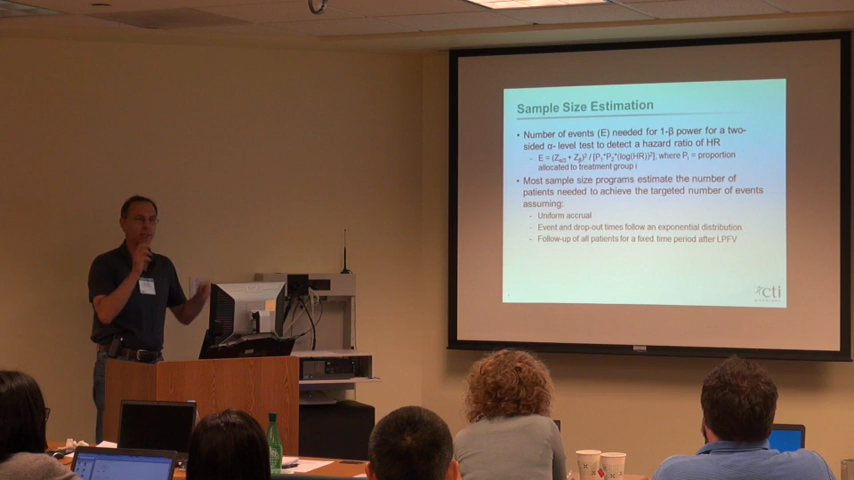 Sample Size Estimation
• Number of events (E) needed for 1-β power for a two-
sided α- level test to detect a hazard ratio of HR
- E = (Zα/2 + Zβ)² / [P1*P2*(log(HR))²], where Pi = proportion
allocated to treatment group i
• Most sample size programs estimate the number of
patients needed to achieve the targeted number of events
assuming:
- Uniform accrual
- Event and drop-out times follow an exponential distribution
- Follow-up of all patients for a fixed time period after LPFV
cti